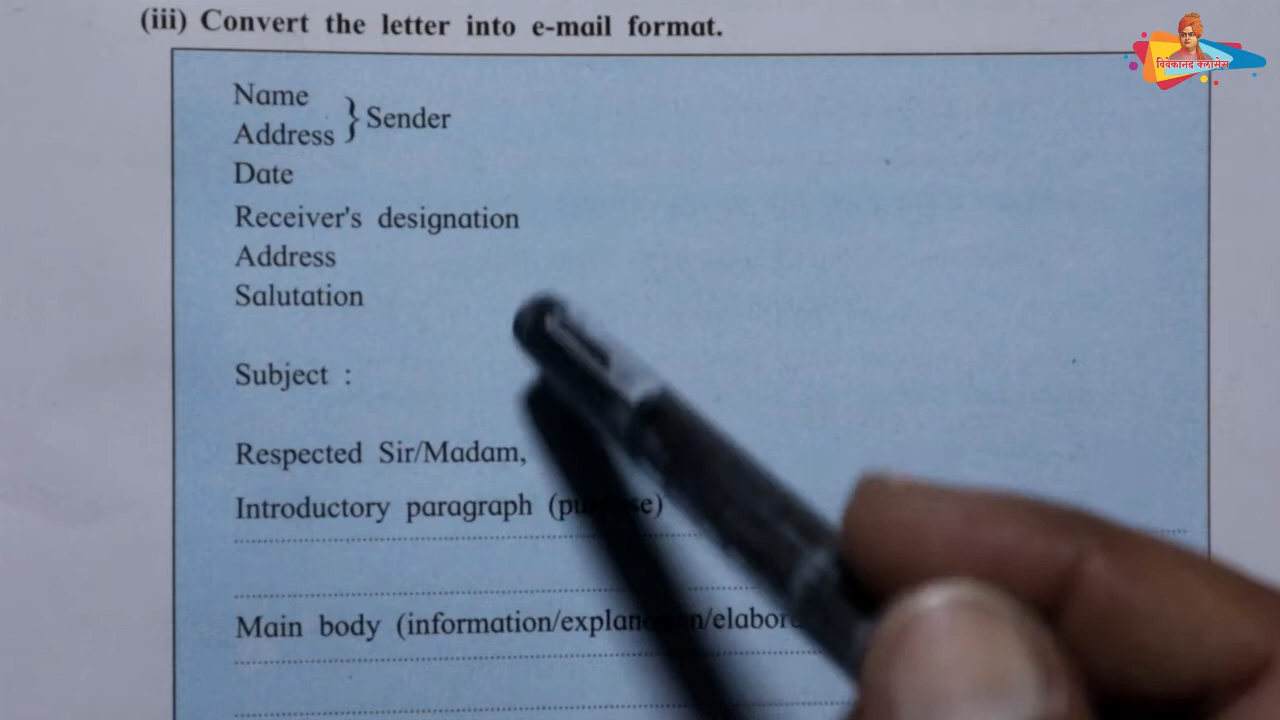 (iii) Convert the letter into e-mail format.
विवेकानंद क्लासेस
Name
Address } Sender
Date
Receiver's designation
Address
Salutation
Subject :
Respected Sir/Madam,
Introductory paragraph
Main body